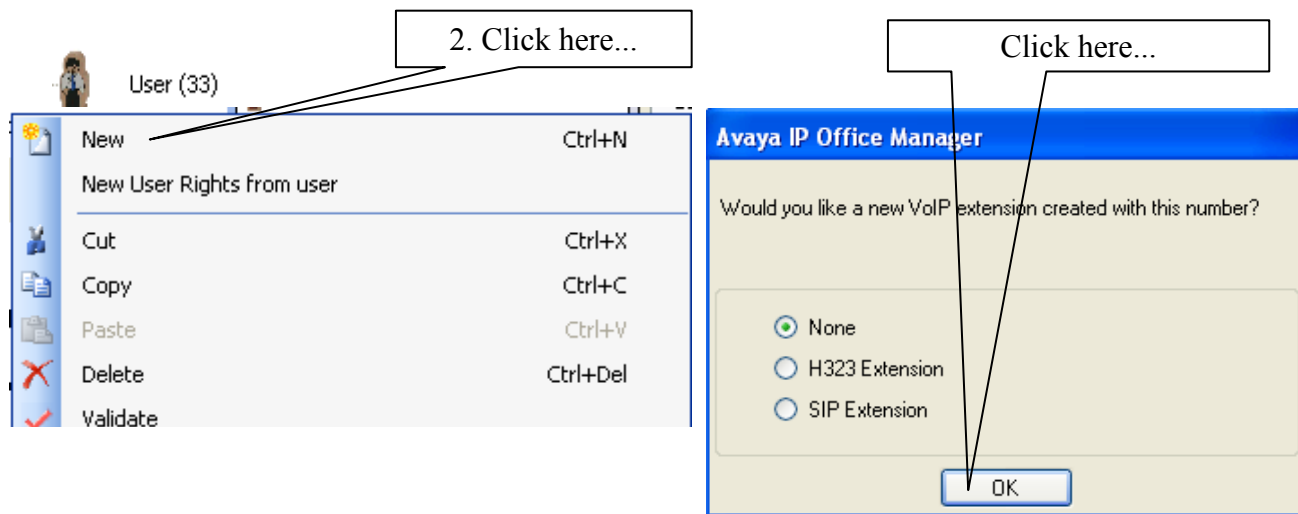 2. Click here...
User (33)
New Ctrl+N
New User Rights from user
Cut Ctrl+X
Copy Ctrl+C
Paste Ctrl+V
Delete Ctrl+Del
Validate
Click here...
Avaya IP Office Manager
Would you like a new VoIP extension created with this number?
None
H323 Extension
SIP Extension
OK